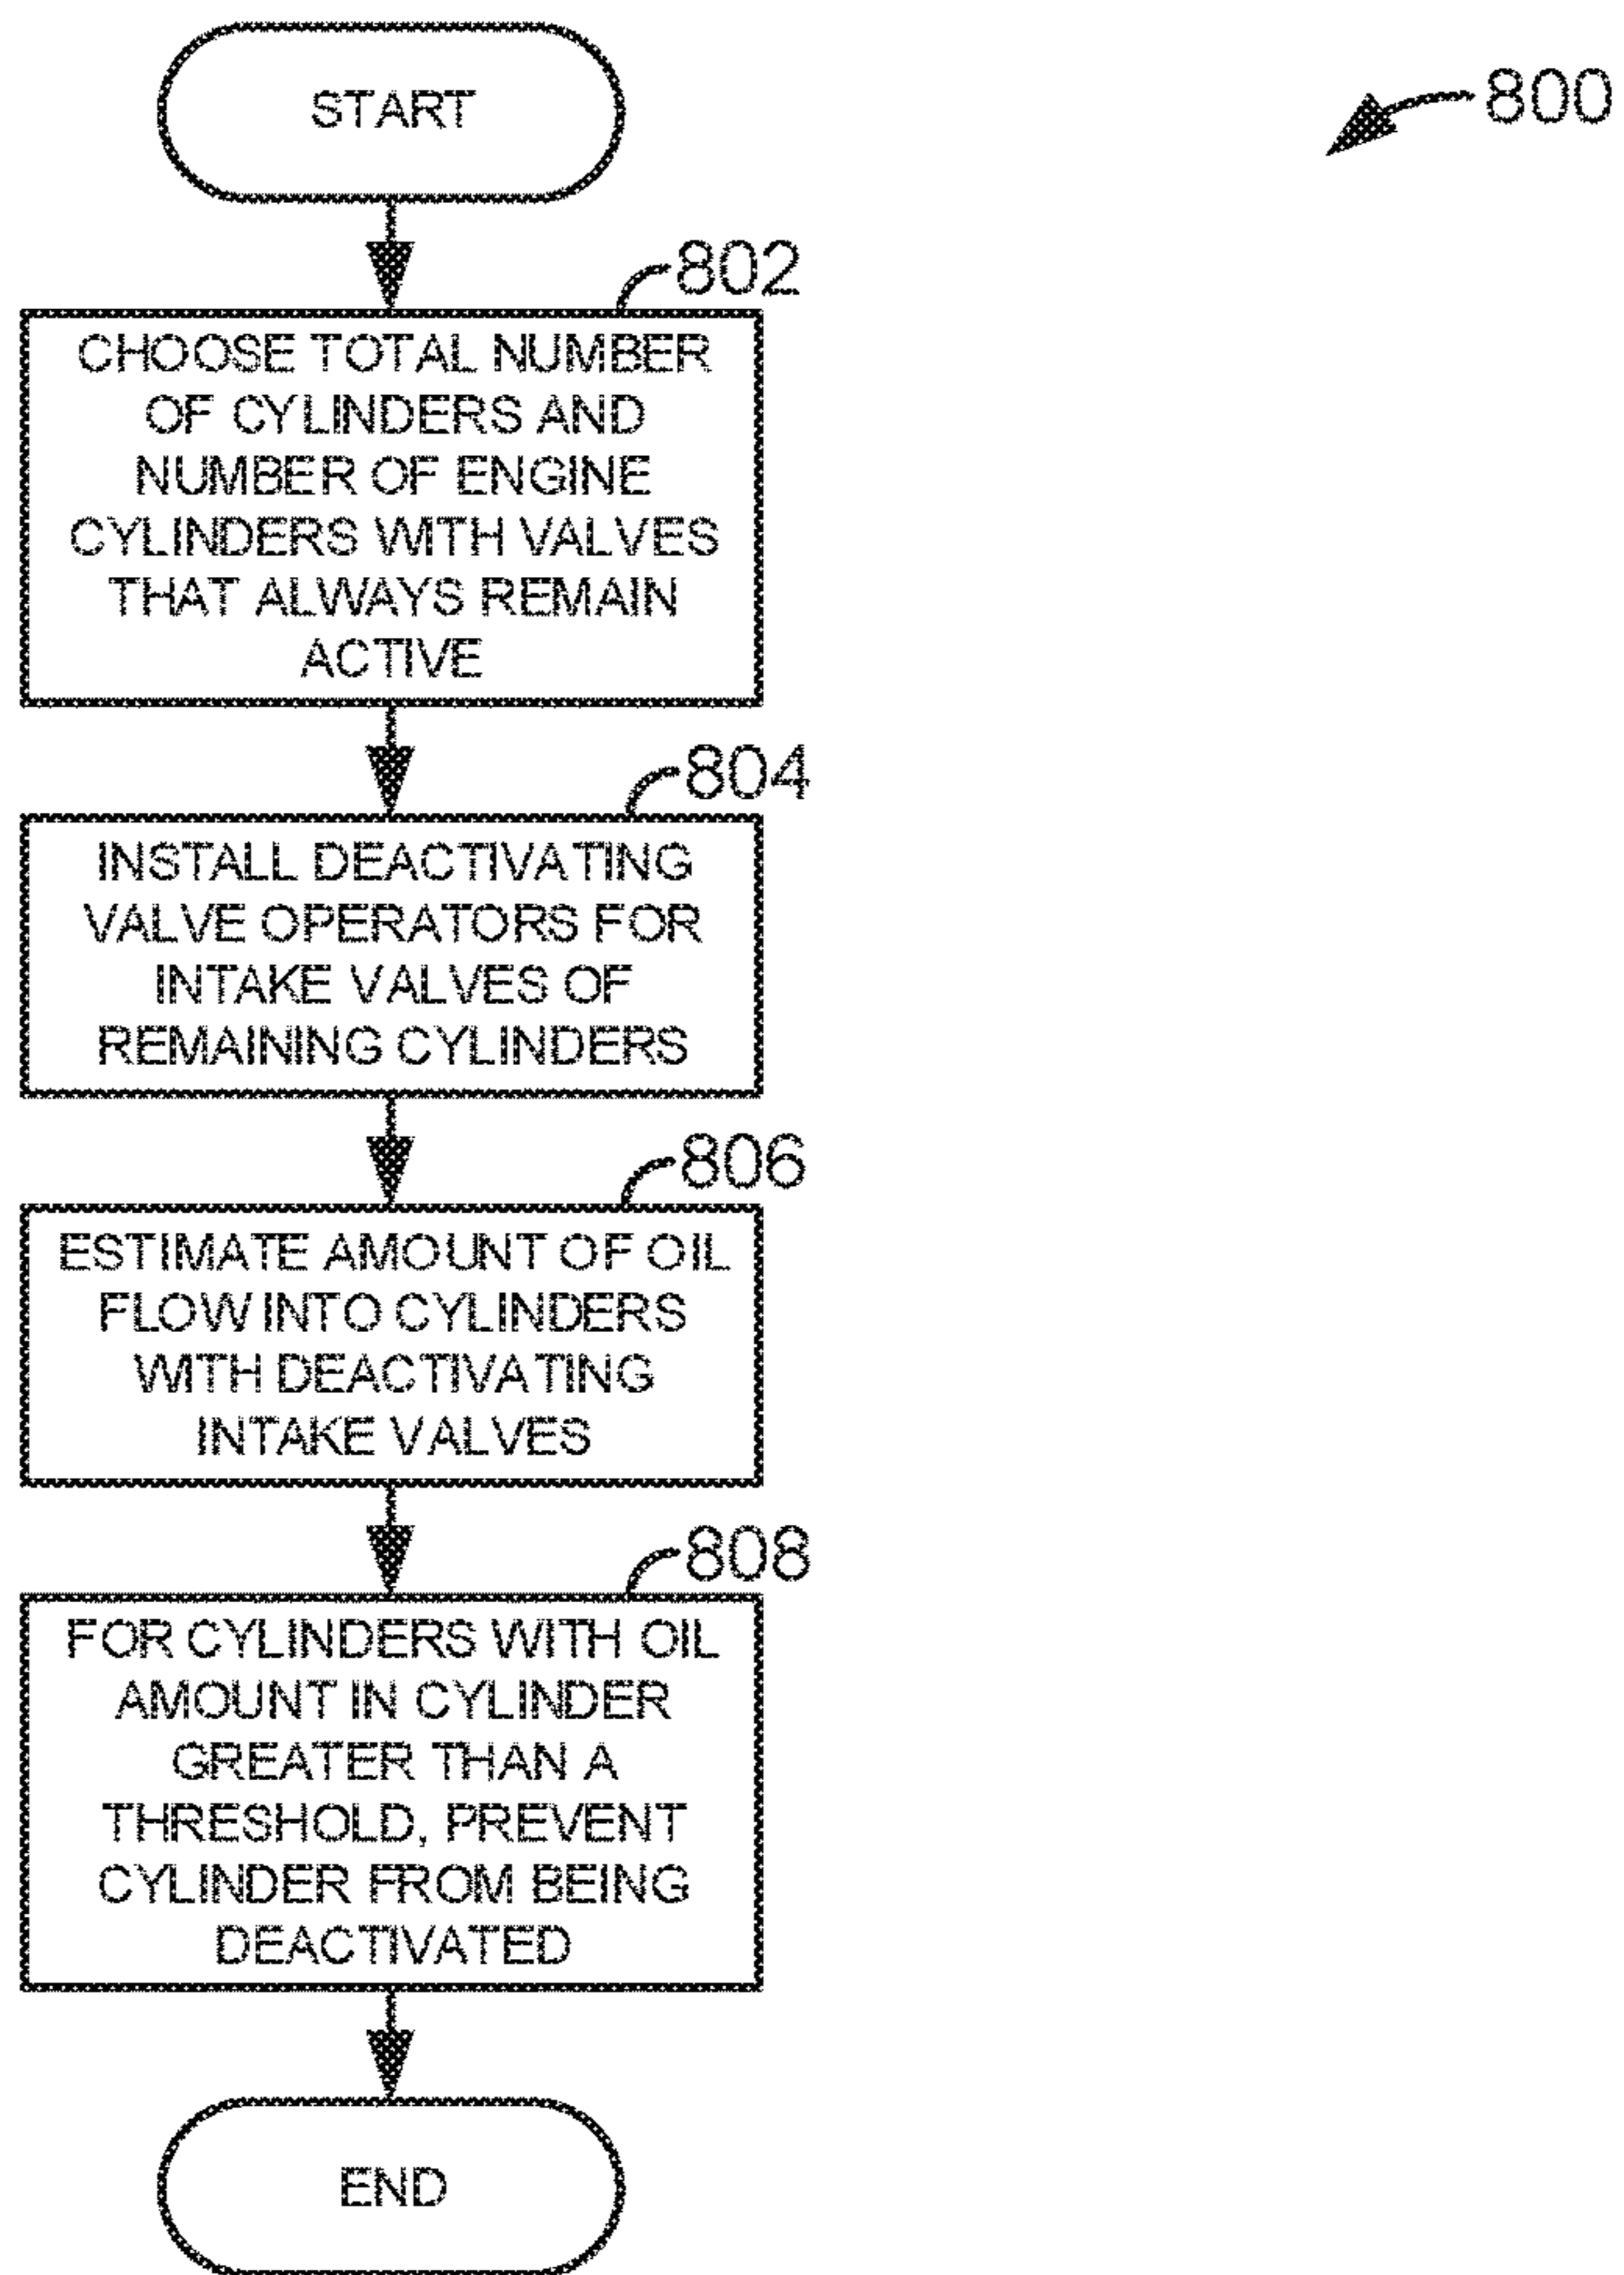 START
800
802
CHOOSE TOTAL NUMBER
OF CYLINDERS AND
NUMBER OF ENGINE
CYLINDERS WITH VALVES
THAT ALWAYS REMAIN
ACTIVE
804
INSTALL DEACTIVATING
VALVE OPERATORS FOR
INTAKE VALVES OF
REMAINING CYLINDERS
806
ESTIMATE AMOUNT OF OIL
FLOW INTO CYLINDERS
WITH DEACTIVATING
INTAKE VALVES
808
FOR CYLINDERS WITH OIL
AMOUNT IN CYLINDER
GREATER THAN A
THRESHOLD, PREVENT
CYLINDER FROM BEING
DEACTIVATED
END